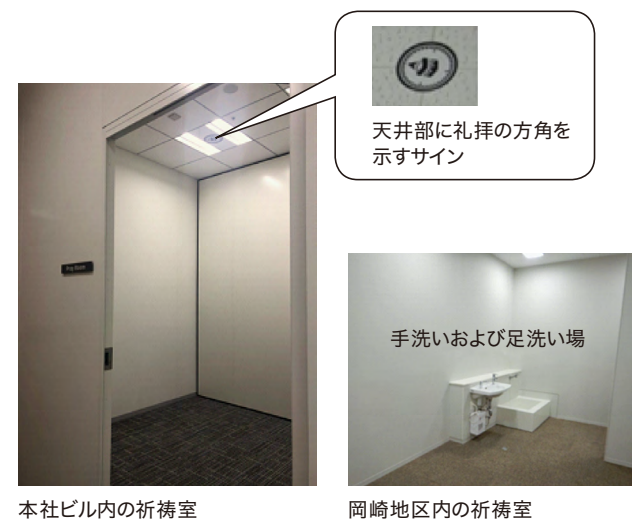 天井部に礼拝の方角を
示すサイン
Pray Room
手洗いおよび足洗い場
本社ビル内の祈祷室
岡崎地区内の祈祷室